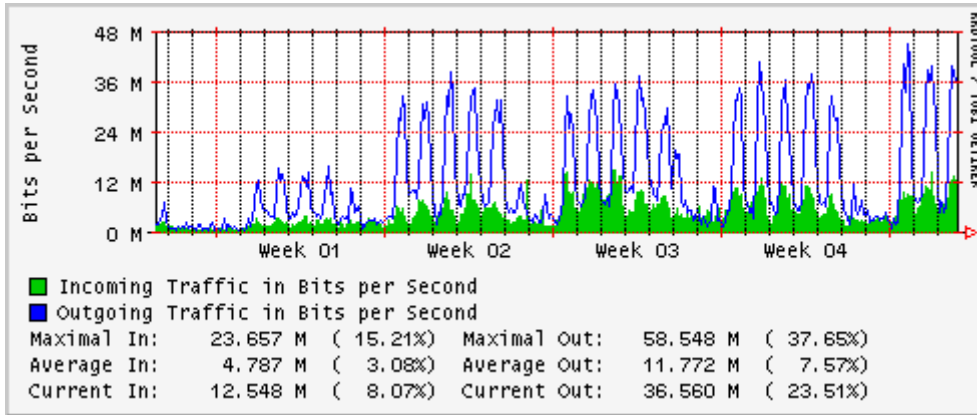 48 M
36 M
24 M
12 M
0 M
Bits per Second
Week 01 Week 02 Week 03 Week 04
Incoming Traffic in Bits per Second
Outgoing Traffic in Bits per Second
Maximal In: 23.657 M ( 15.21%) Maximal Out: 58.548 M ( 37.65%)
Average In: 4.787 M ( 3.08%) Average Out: 11.772 M ( 7.57%)
Current In: 12.548 M ( 8.07%) Current Out: 36.560 M ( 23.51%)